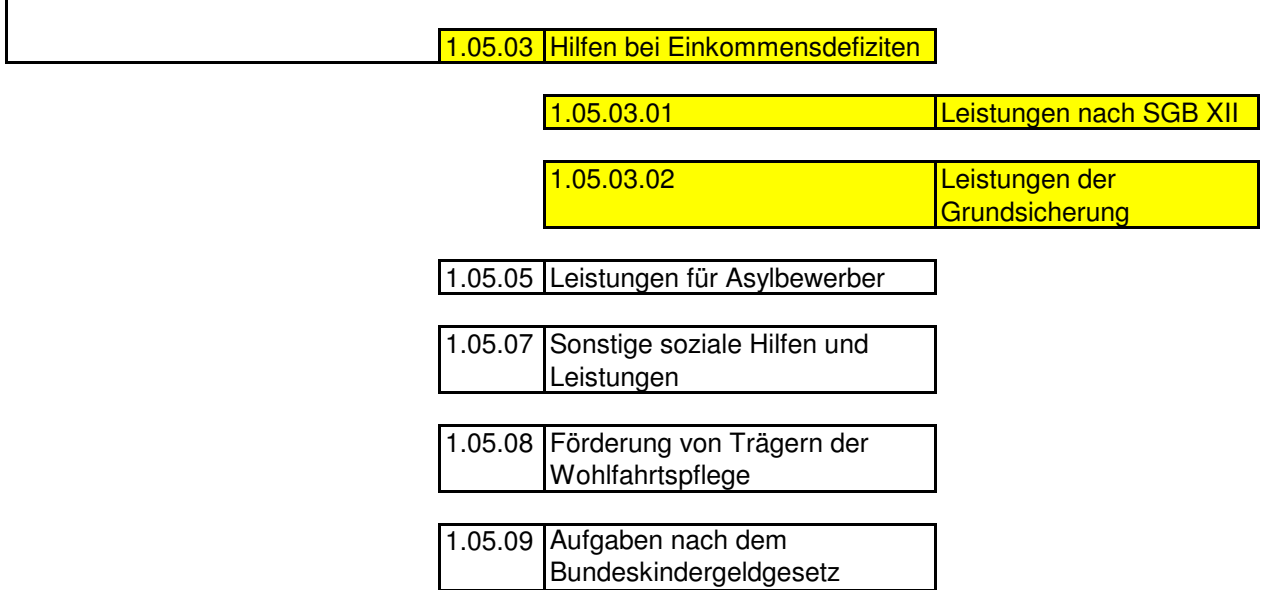 1.05.03 Hilfen bei Einkommensdefiziten
1.05.03.01 Leistungen nach SGB XII
1.05.03.02 Leistungen der
Grundsicherung
1.05.05 Leistungen für Asylbewerber
1.05.07 Sonstige soziale Hilfen und
Leistungen
1.05.08 Förderung von Trägern der
Wohlfahrtspflege
1.05.09 Aufgaben nach dem
Bundeskindergeldgesetz